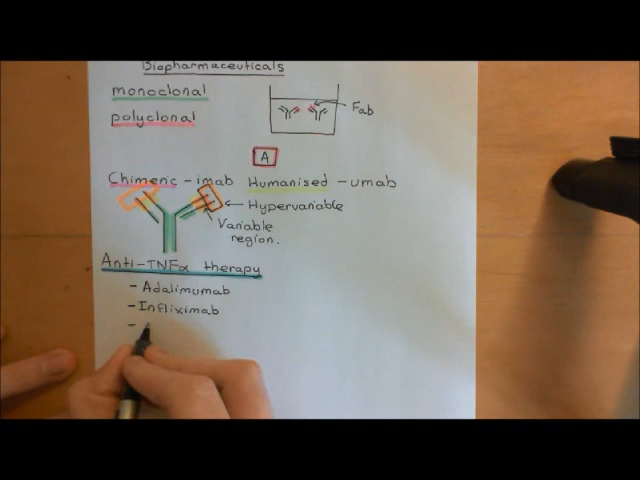 Biopharmaceuticals
monoclonal
polyclonal
Fab
A
Chimeric -imab Humanised -umab
Hypervariable
Variable
region.
Anti-TNFα therapy
- Adalimumab
- Infliximab
-